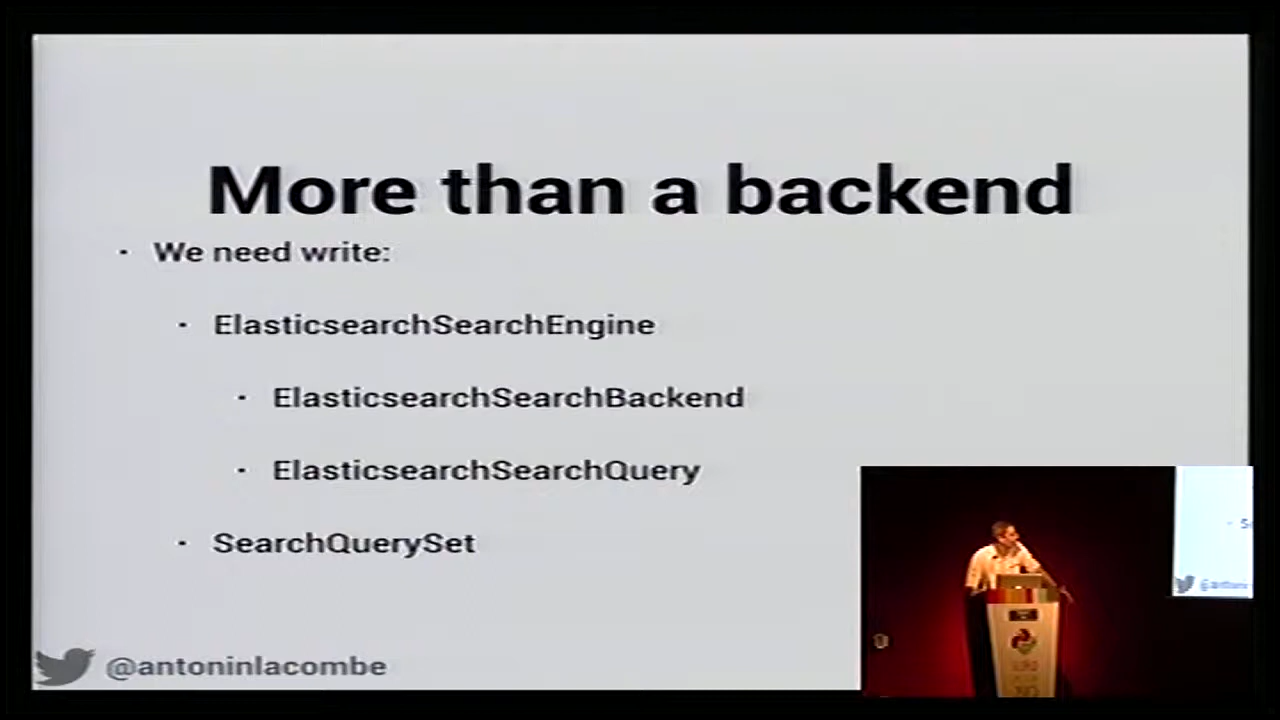 More than a backend
· We need write:
· ElasticsearchSearchEngine
· ElasticsearchSearchBackend
· ElasticsearchSearchQuery
· SearchQuerySet
@antoninlacombe